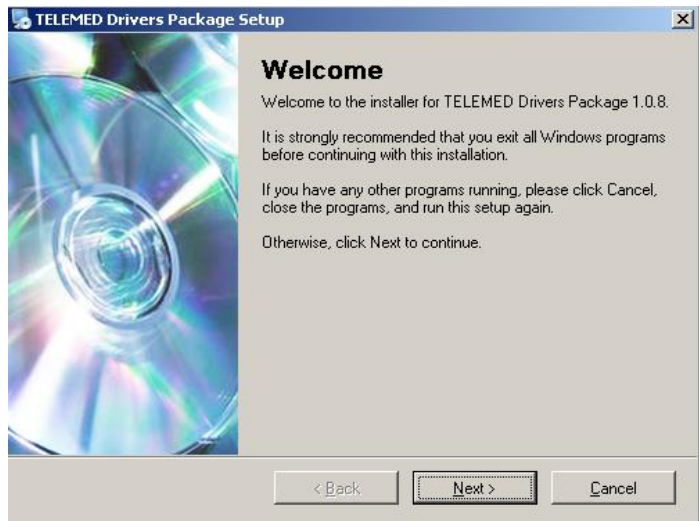 TELEMED Drivers Package Setup
Welcome
Welcome to the installer for TELEMED Drivers Package 1.0.8.
It is strongly recommended that you exit all Windows programs
before continuing with this installation.
If you have any other programs running, please click Cancel,
close the programs, and run this setup again.
Otherwise, click Next to continue.
< Back
Next >
Cancel